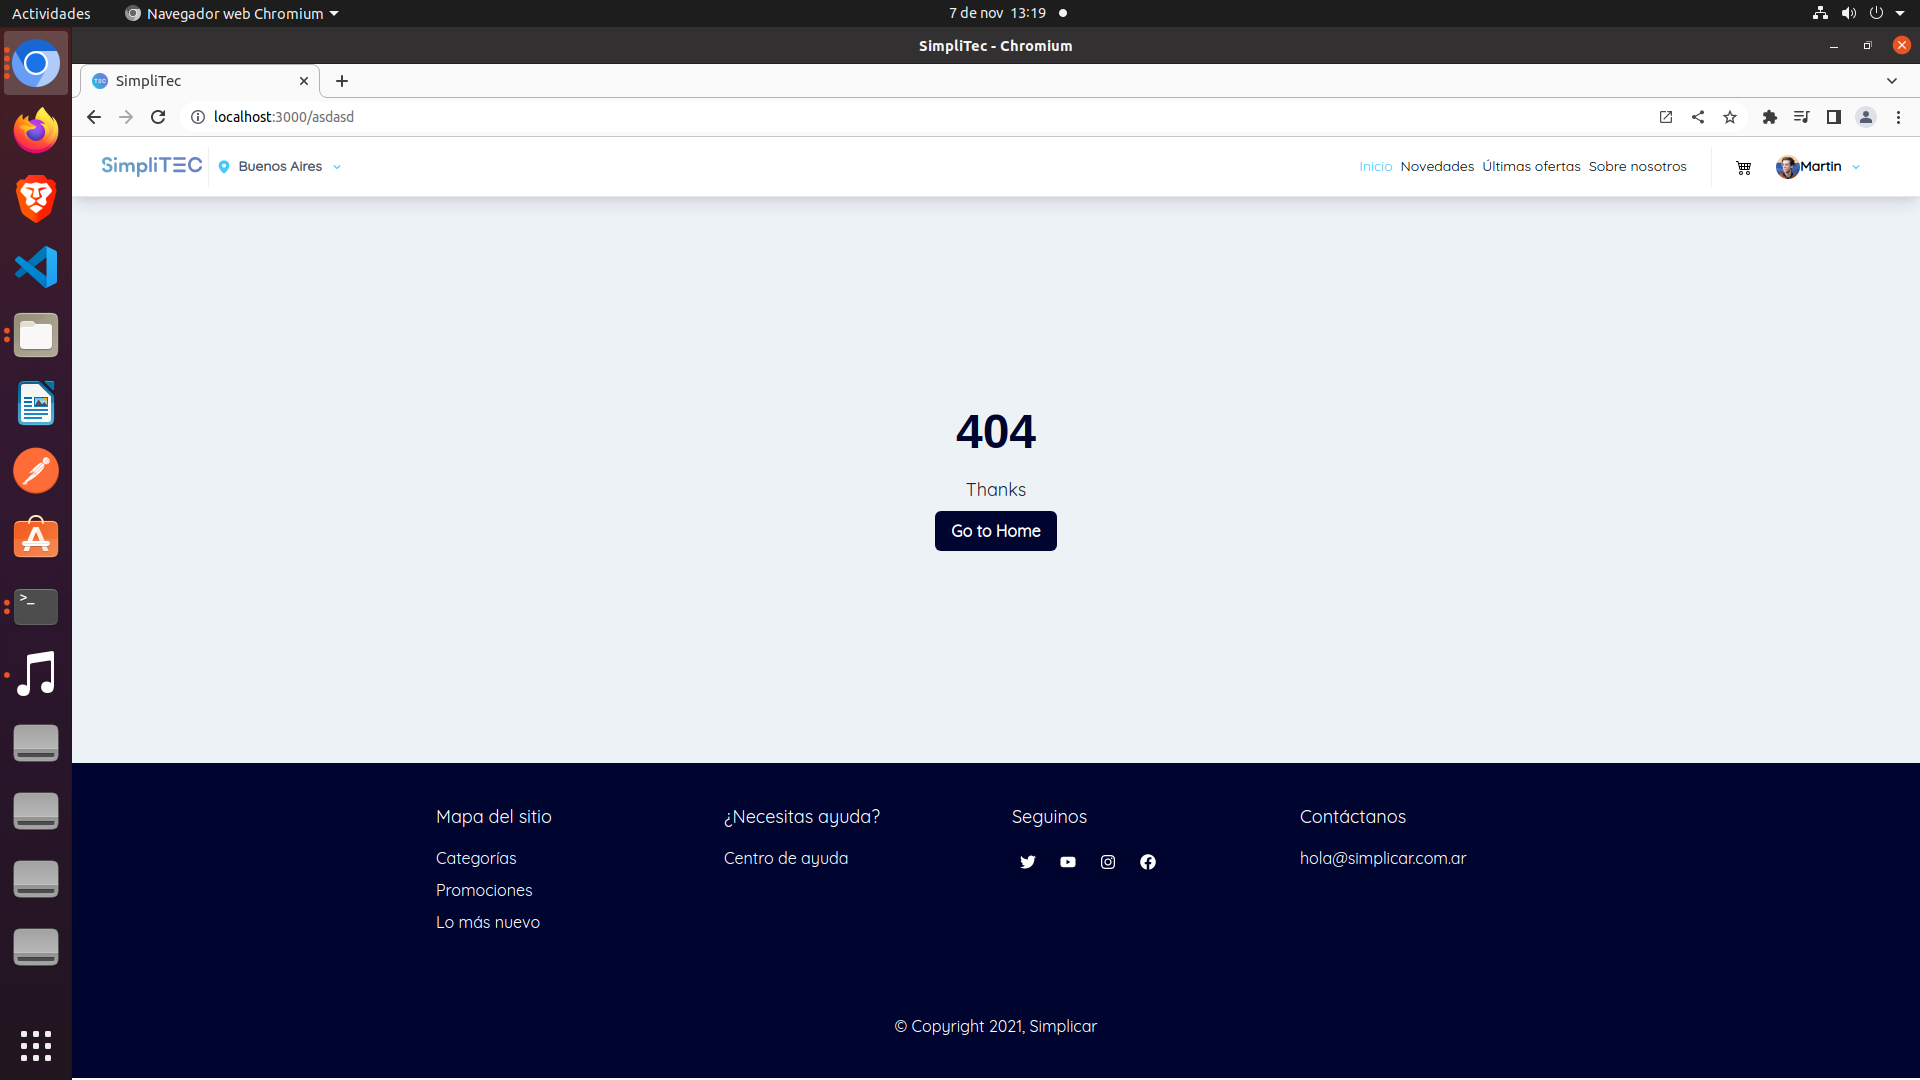 Actividades
Navegador web Chromium
7 de nov 13:19
SimpliTec - Chromium
SimpliTec
localhost:3000/asdasd
SimpliTEC
Buenos Aires
Inicio
Novedades
Últimas ofertas
Sobre nosotros
Martin
404
Thanks
Go to Home
Mapa del sitio
Categorías
Promociones
Lo más nuevo
¿Necesitas ayuda?
Centro de ayuda
Seguinos
Contáctanos
hola@simplicar.com.ar
© Copyright 2021, Simplicar